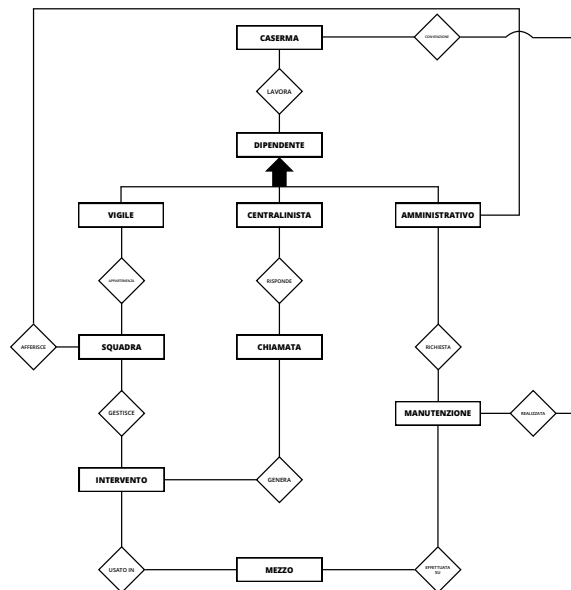 CASERMA
CONVENZIONE
LAVORA
DIPENDENTE
VIGILE
CENTRALINISTA
AMMINISTRATIVO
APPARTENENZA
RISPONDE
AFFERISCE
SQUADRA
CHIAMATA
RICHIESTA
GESTISCE
MANUTENZIONE
REALIZZATA
INTERVENTO
GENERA
USATO IN
MEZZO
EFFETTUATA
SU